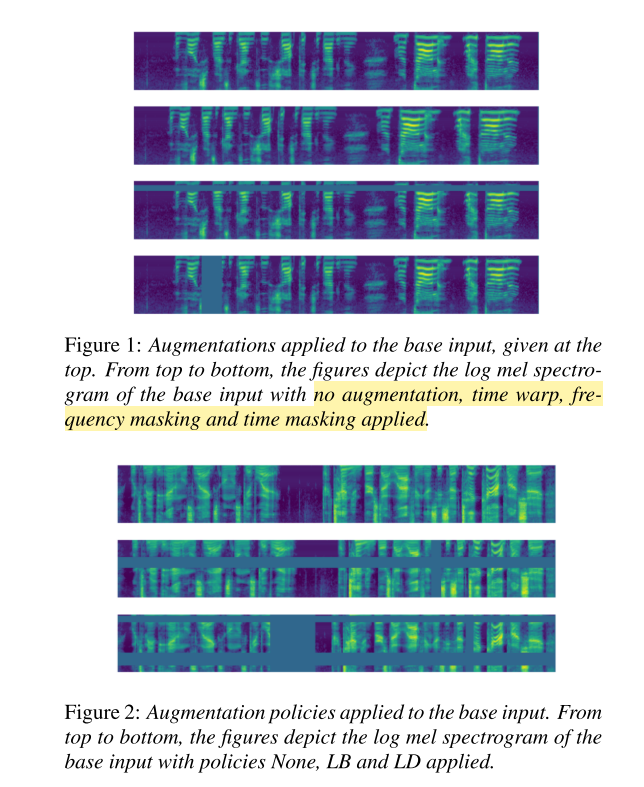 Figure 1: Augmentations applied to the base input, given at the
top. From top to bottom, the figures depict the log mel spectro-
gram of the base input with no augmentation, time warp, fre-
quency masking and time masking applied.
Figure 2: Augmentation policies applied to the base input. From
top to bottom, the figures depict the log mel spectrogram of the
base input with policies None, LB and LD applied.